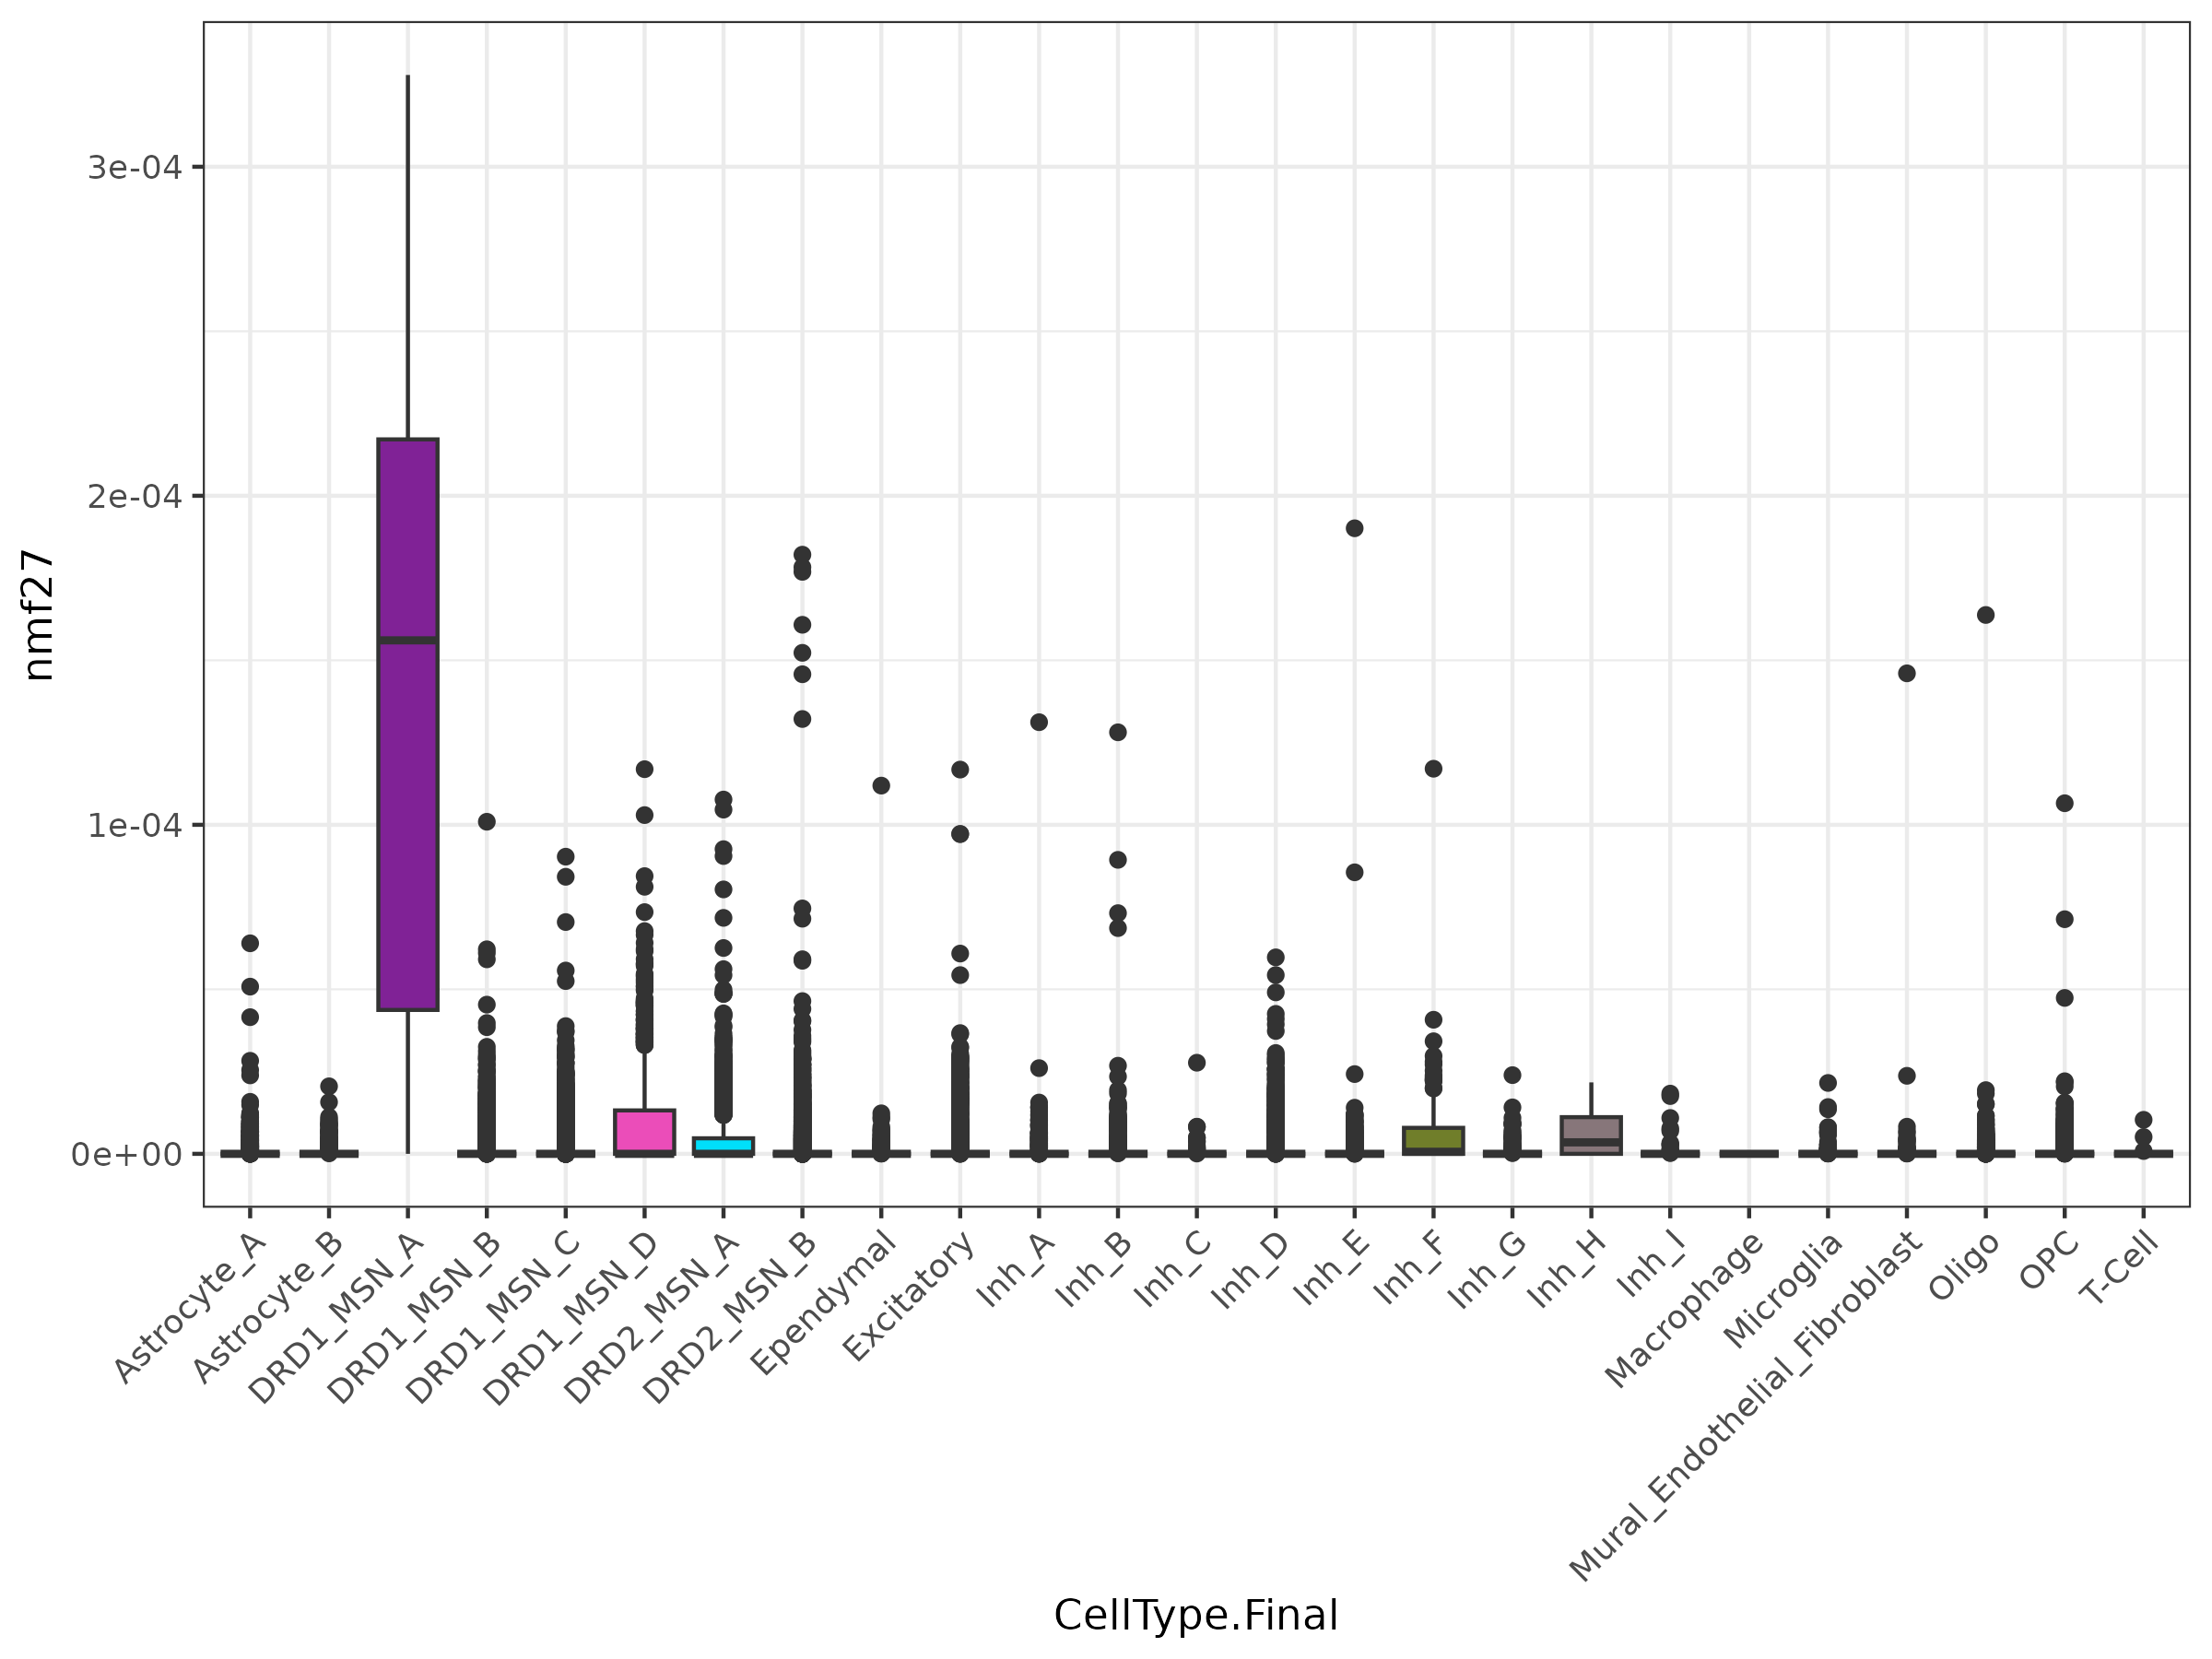 3e-04
2e-04
1e-04
0e+00
nmf27
Astrocyte_A
Astrocyte_B
DRD1_MSN_A
DRD1_MSN_B
DRD1_MSN_C
DRD1_MSN_D
DRD2_MSN_A
DRD2_MSN_B
Ependymal
Excitatory
Inh_A
Inh_B
Inh_C
Inh_D
Inh_E
Inh_F
Inh_G
Inh_H
Inh_I
Macrophage
Microglia
Mural_Endothelial_Fibroblast
Oligo
OPC
T-Cell
CellType.Final